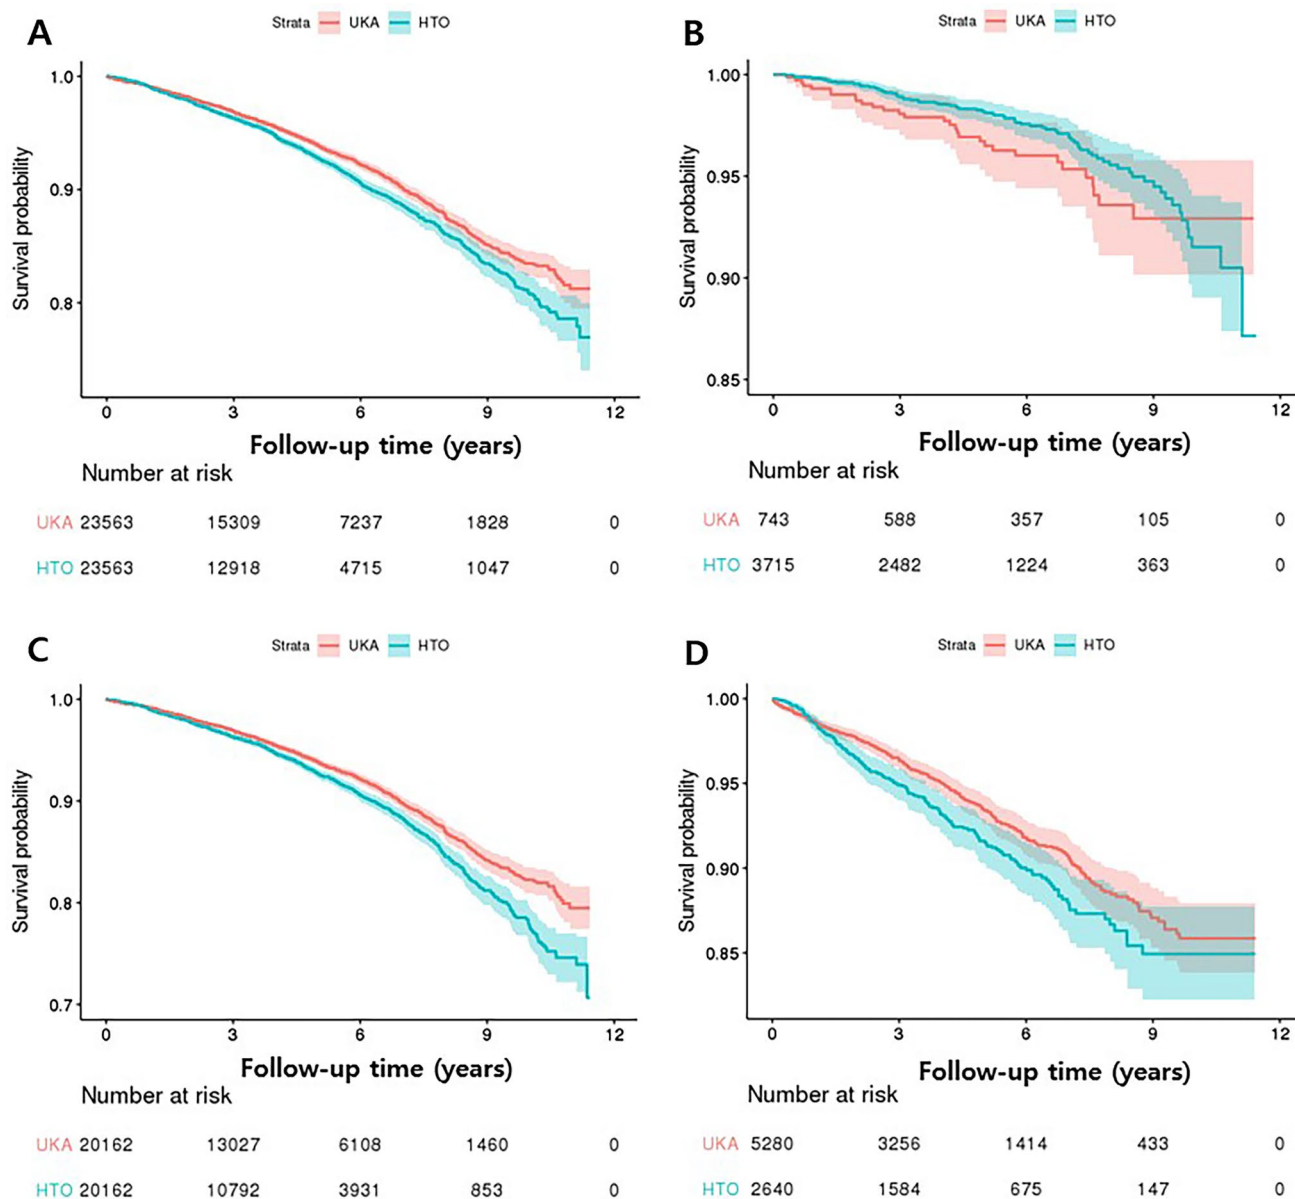 A
Strata UKA HTO
1.0
0.9
0.8
Survival probability
0 3 6 9 12
Follow-up time (years)
Number at risk
UKA 23563 15309 7237 1828 0
HTO 23563 12918 4715 1047 0
B
Strata UKA HTO
1.00
0.95
0.90
0.85
Survival probability
0 3 6 9 12
Follow-up time (years)
Number at risk
UKA 743 588 357 105 0
HTO 3715 2482 1224 363 0
C
Strata UKA HTO
1.0
0.9
0.8
0.7
Survival probability
0 3 6 9 12
Follow-up time (years)
Number at risk
UKA 20162 13027 6108 1460 0
HTO 20162 10792 3931 853 0
D
Strata UKA HTO
1.00
0.95
0.90
0.85
Survival probability
0 3 6 9 12
Follow-up time (years)
Number at risk
UKA 5280 3256 1414 433 0
HTO 2640 1584 675 147 0